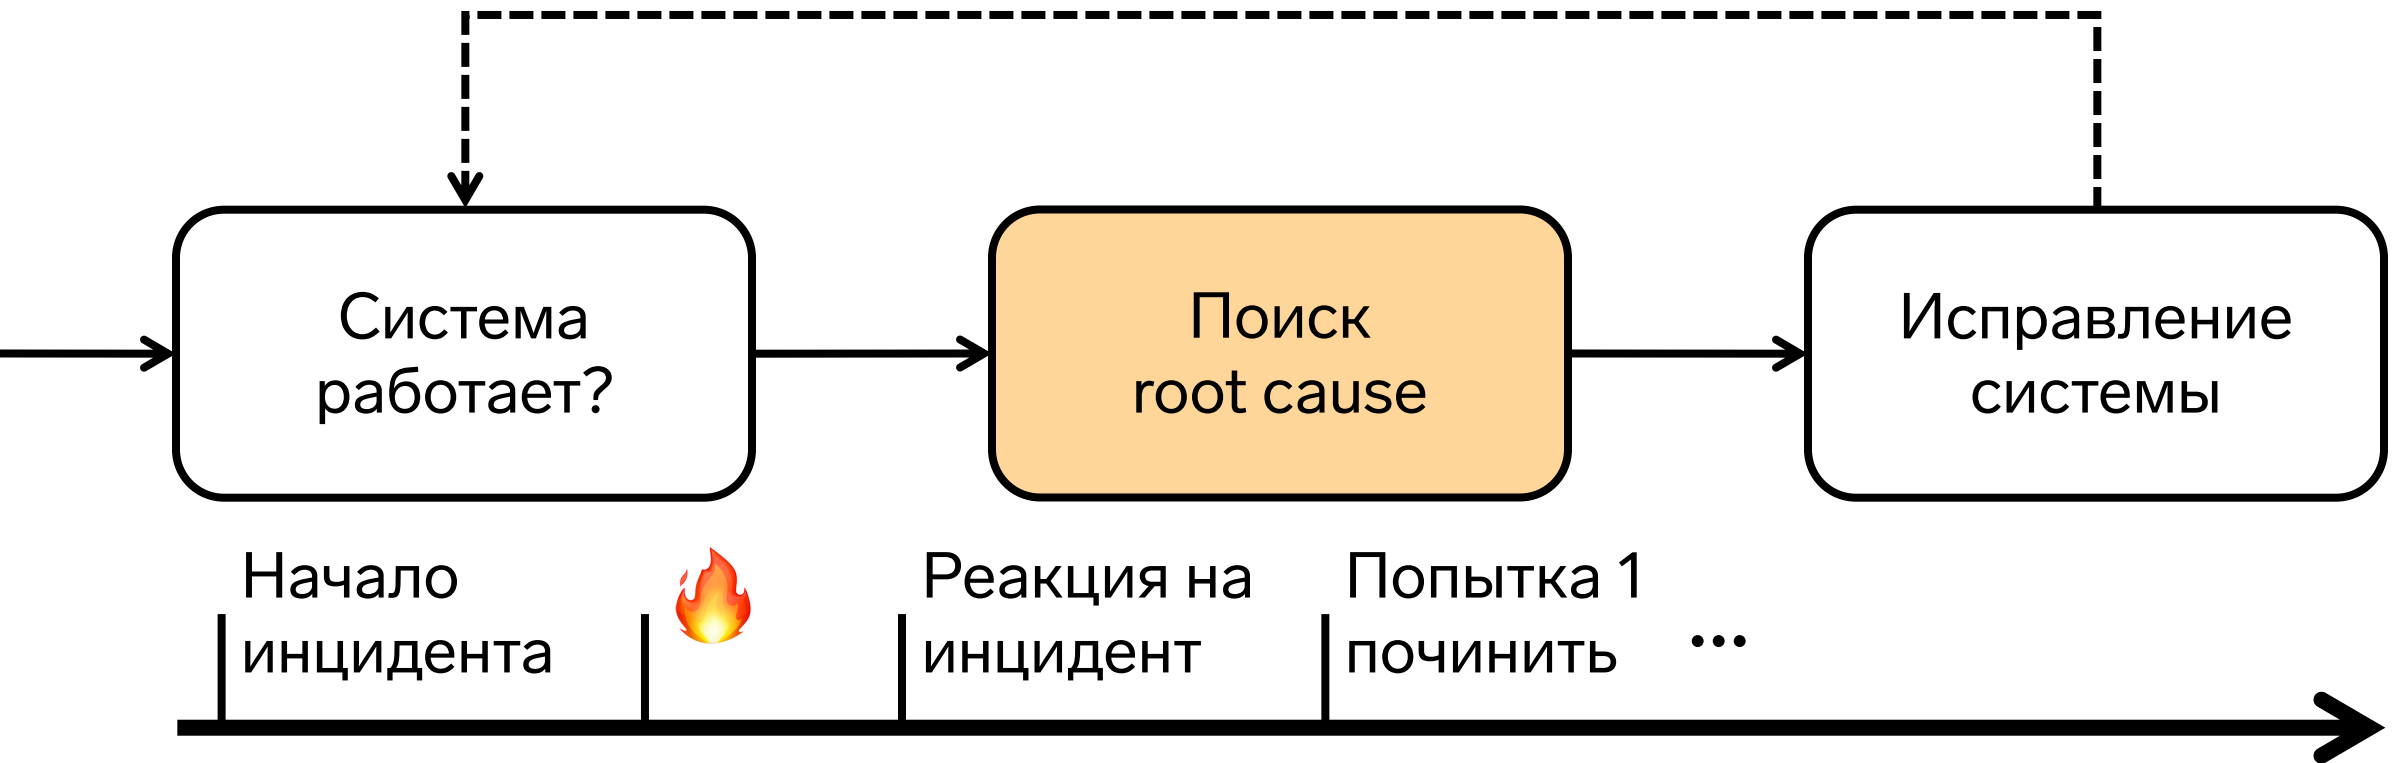 Система
работает?
Поиск
root cause
Исправление
системы
Начало
инцидента
Реакция на
инцидент
Попытка 1
починить
...